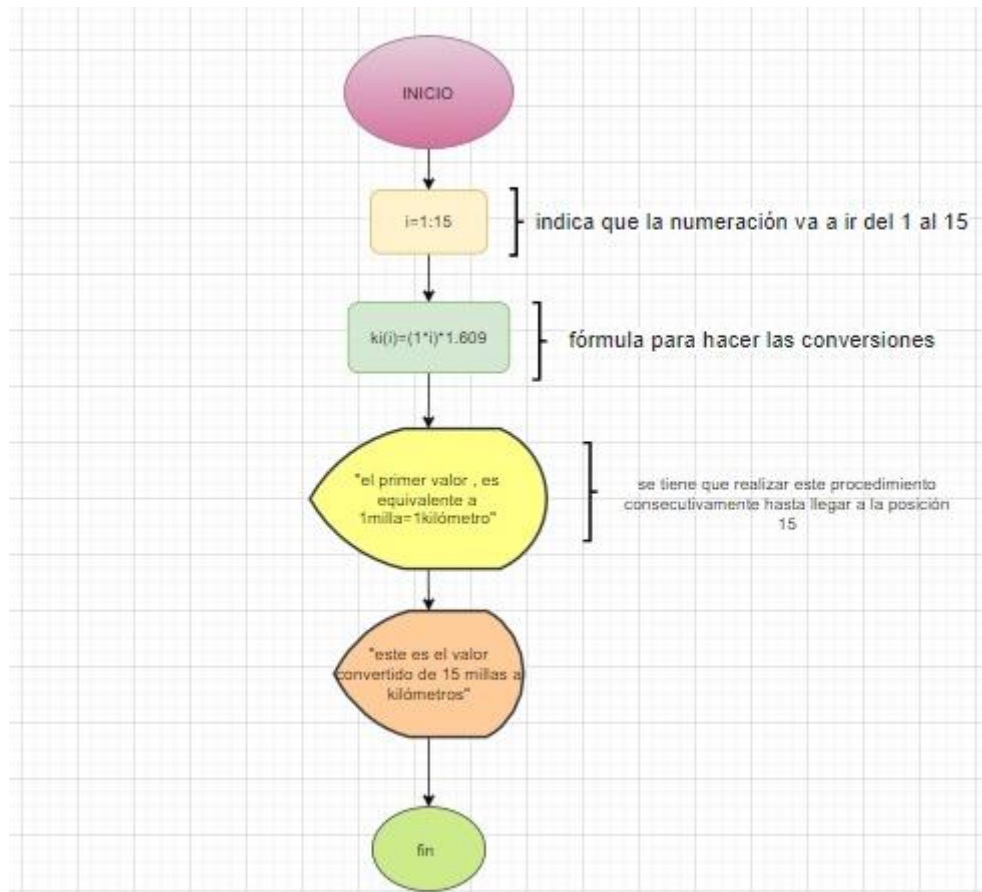 INICIO
i=1:15
indica que la numeración va a ir del 1 al 15
ki(i)=(1*i)*1.609
fórmula para hacer las conversiones
"el primer valor , es
equivalente a
1milla=1kilómetro"
se tiene que realizar este procedimiento
consecutivamente hasta llegar a la posición
15
"este es el valor
convertido de 15 millas a
kilómetros"
fin